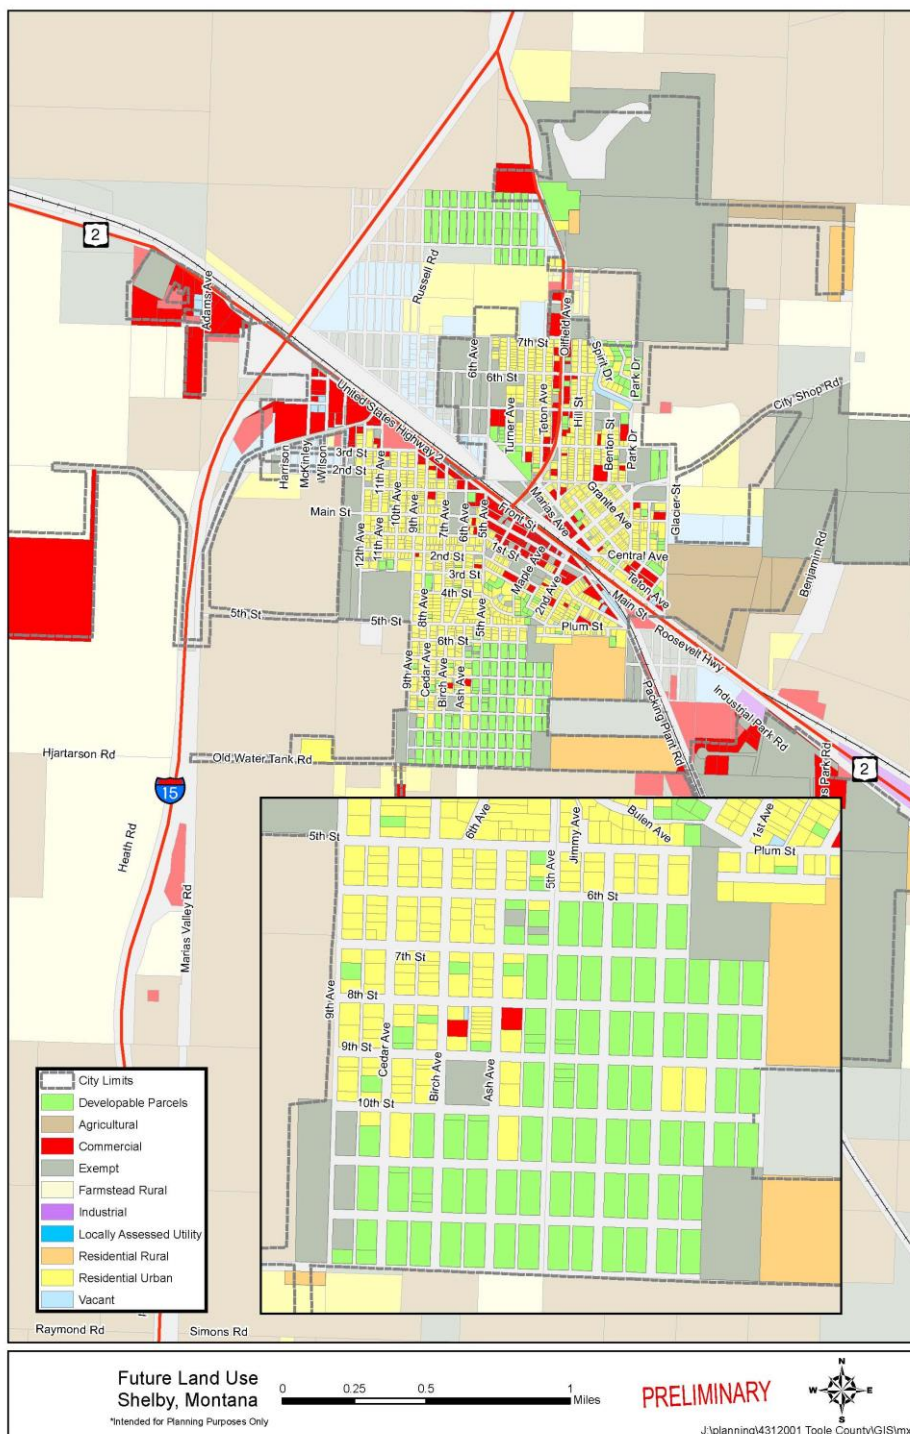 2
Adams Ave
Russell Rd
Oilfield Ave
7th St
6th Ave
6th St
Spirit Dr
Park Dr
City Shop Rd
Turner Ave
Teton Ave
Hill St
Benton St
Park Dr
United States Highway 2
Harrison
McKinley
Wilson
3rd St
2nd St
11th Ave
10th Ave
9th Ave
7th Ave
6th Ave
5th Ave
Main St
Front St
Marias Ave
Granite Ave
Glacier St
12th Ave
11th Ave
1st St
2nd St
3rd St
4th St
Maple Ave
2nd Ave
Central Ave
Teton Ave
Main St
Benjamin Rd
5th St
5th St
8th Ave
5th Ave
Plum St
Roosevelt Hwy
6th St
9th Ave
Cedar Ave
Birch Ave
Ash Ave
Packing Plant Rd
Industrial Park Rd
Hjartarson Rd
Old Water Tank Rd
2
15
Heath Rd
Marias Valley Rd
5th St
6th Ave
Jimmy Ave
Bulen Ave
1st Ave
Plum St
5th Ave
6th St
7th St
8th St
9th Ave
9th St
Cedar Ave
Birch Ave
Ash Ave
10th St
City Limits
Developable Parcels
Agricultural
Commercial
Exempt
Farmstead Rural
Industrial
Locally Assessed Utility
Residential Rural
Residential Urban
Vacant
Raymond Rd
Simons Rd
Future Land Use
Shelby, Montana
*Intended for Planning Purposes Only
0 0.25 0.5 1
Miles
PRELIMINARY
N
W E
S
J:\planning\4312001_Toole County\GIS\mx